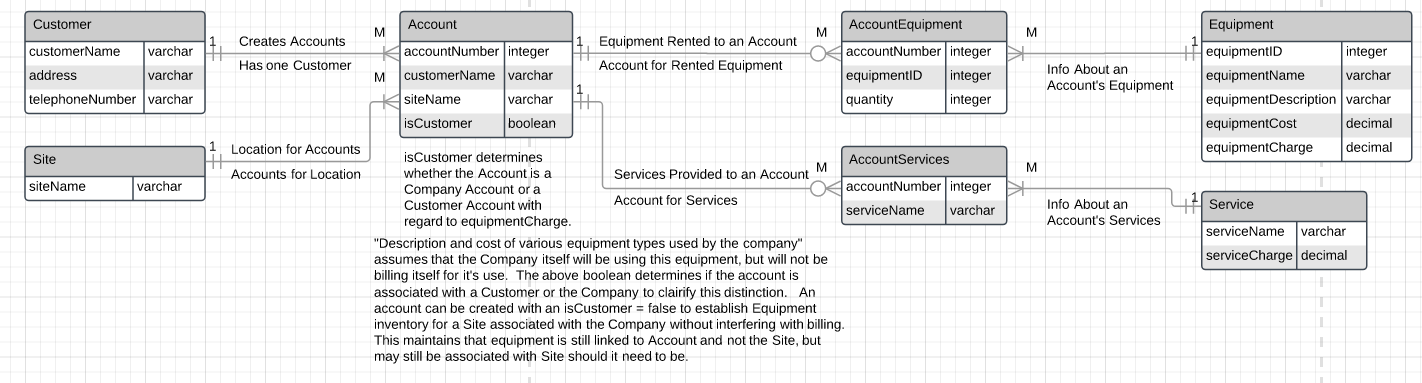 Customer
customerName varchar
address varchar
telephoneNumber varchar
1
Creates Accounts
Has one Customer
M
Site
siteName varchar
1
Location for Accounts
Accounts for Location
M
Account
accountNumber integer
customerName varchar
siteName varchar
isCustomer boolean
isCustomer determines
whether the Account is a
Company Account or a
Customer Account with
regard to equipmentCharge.
"Description and cost of various equipment types used by the company"
assumes that the Company itself will be using this equipment, but will not be
billing itself for it's use. The above boolean determines if the account is
associated with a Customer or the Company to clairify this distinction. An
account can be created with an isCustomer = false to establish Equipment
inventory for a Site associated with the Company without interfering with billing.
This maintains that equipment is still linked to Account and not the Site, but
may still be associated with Site should it need to be.
1
Equipment Rented to an Account
Account for Rented Equipment
M
1
Services Provided to an Account
Account for Services
M
AccountEquipment
accountNumber integer
equipmentID integer
quantity integer
M
Info About an
Account's Equipment
1
AccountServices
accountNumber integer
serviceName varchar
M
Info About an
Account's Services
1
Equipment
equipmentID integer
equipmentName varchar
equipmentDescription varchar
equipmentCost decimal
equipmentCharge decimal
Service
serviceName varchar
serviceCharge decimal